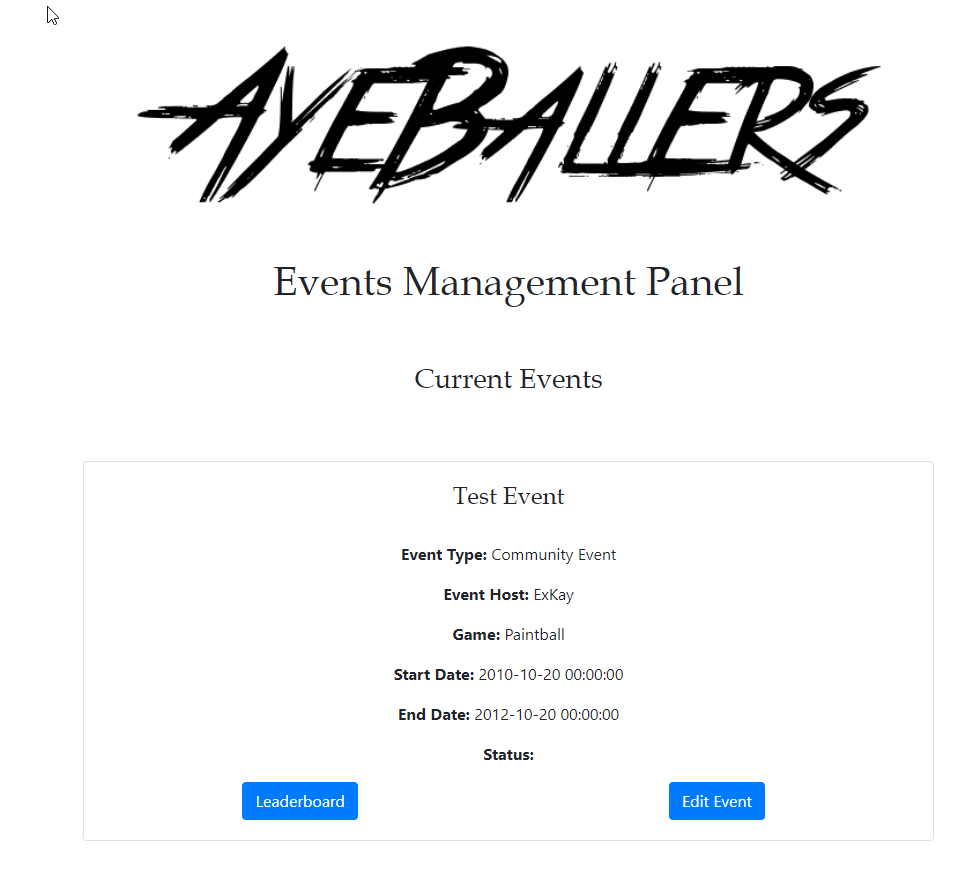 AYEBALLERS
Events Management Panel
Current Events
Test Event
Event Type: Community Event
Event Host: ExKay
Game: Paintball
Start Date: 2010-10-20 00:00:00
End Date: 2012-10-20 00:00:00
Status:
Leaderboard Edit Event